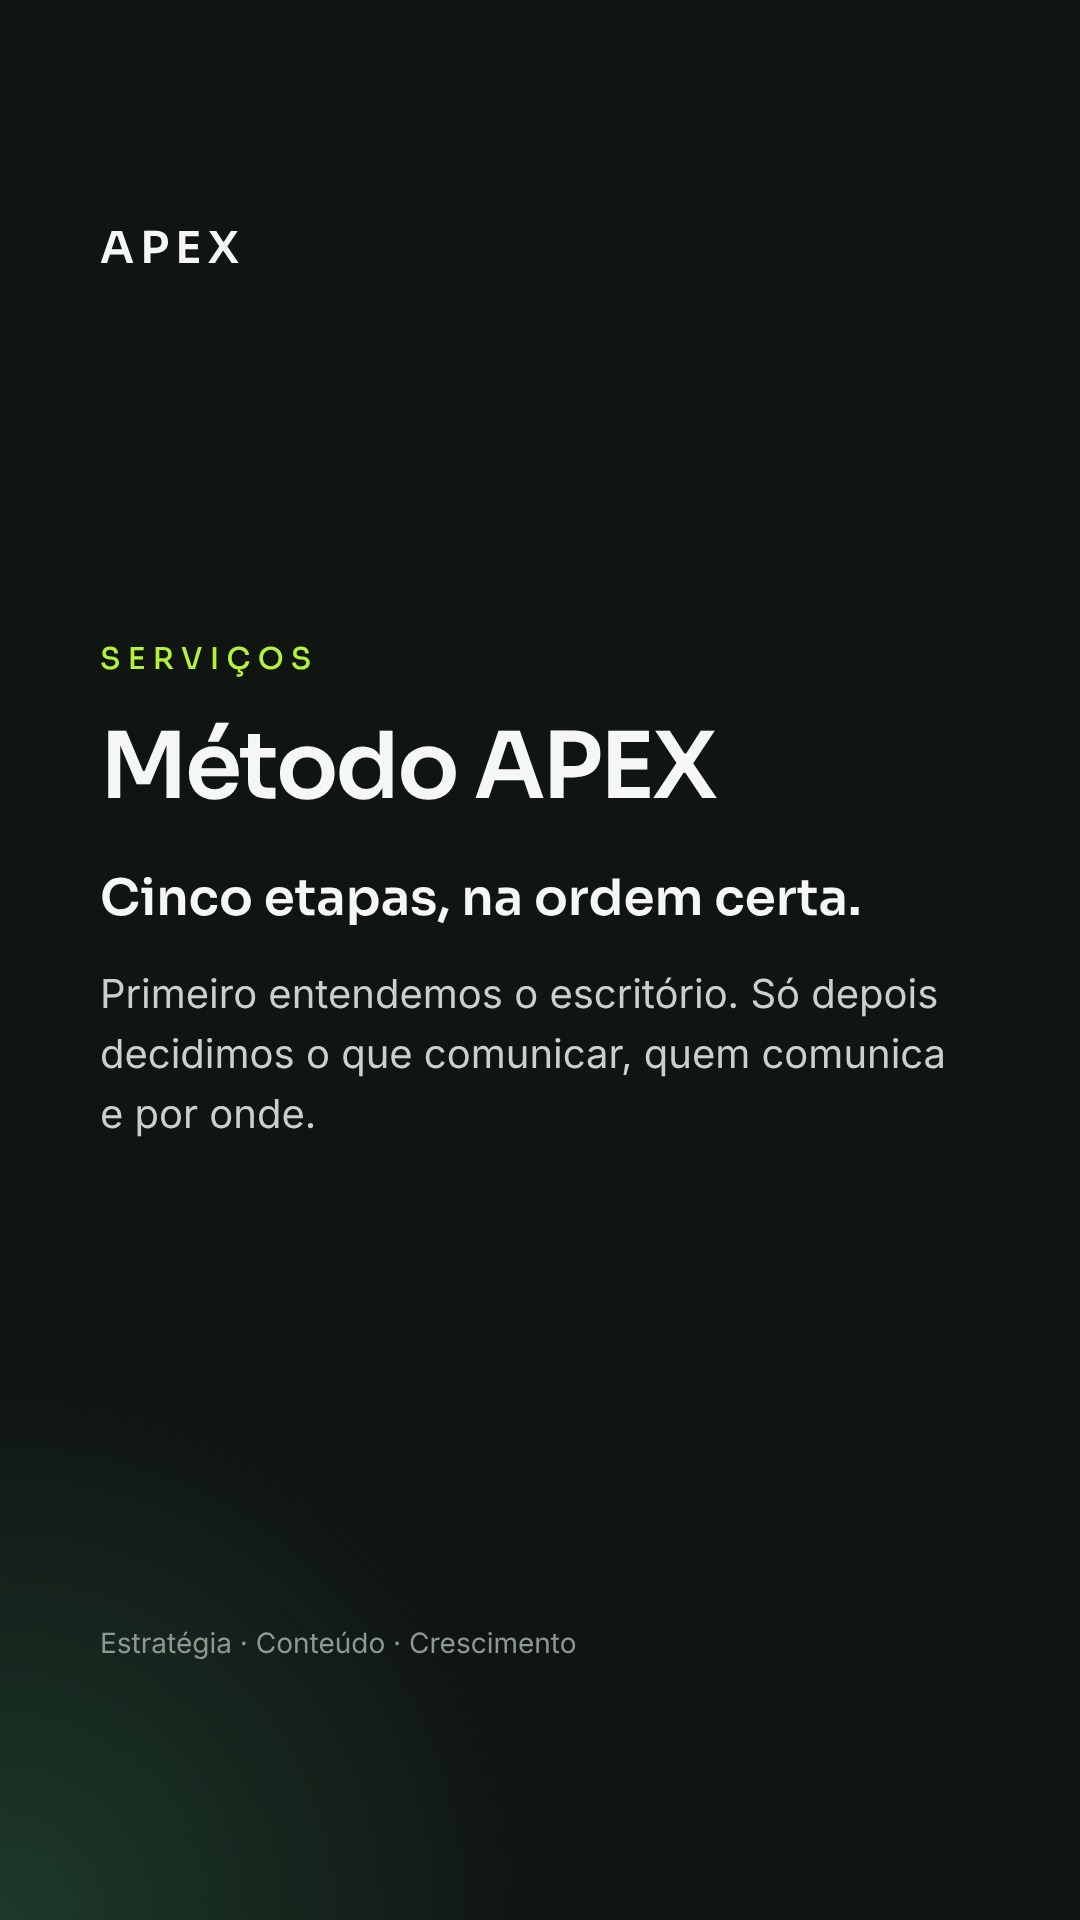 APEX
SERVIÇOS
Método APEX
Cinco etapas, na ordem certa.
Primeiro entendemos o escritório. Só depois
decidimos o que comunicar, quem comunica
e por onde.
Estratégia · Conteúdo · Crescimento